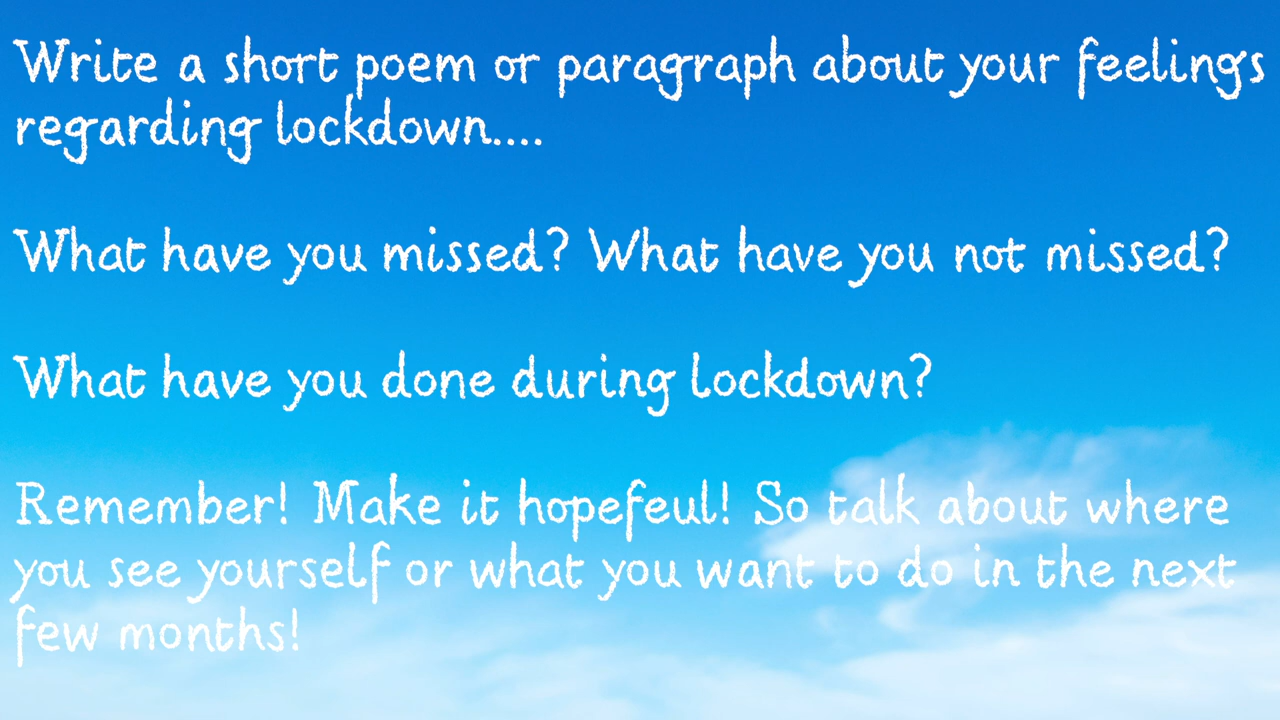 Write a short poem or paragraph about your feelings
regarding lockdown....
What have you missed? What have you not missed?
What have you done during lockdown?
Remember! Make it hopefeul! So talk about where
you see yourself or what you want to do in the next
few months!